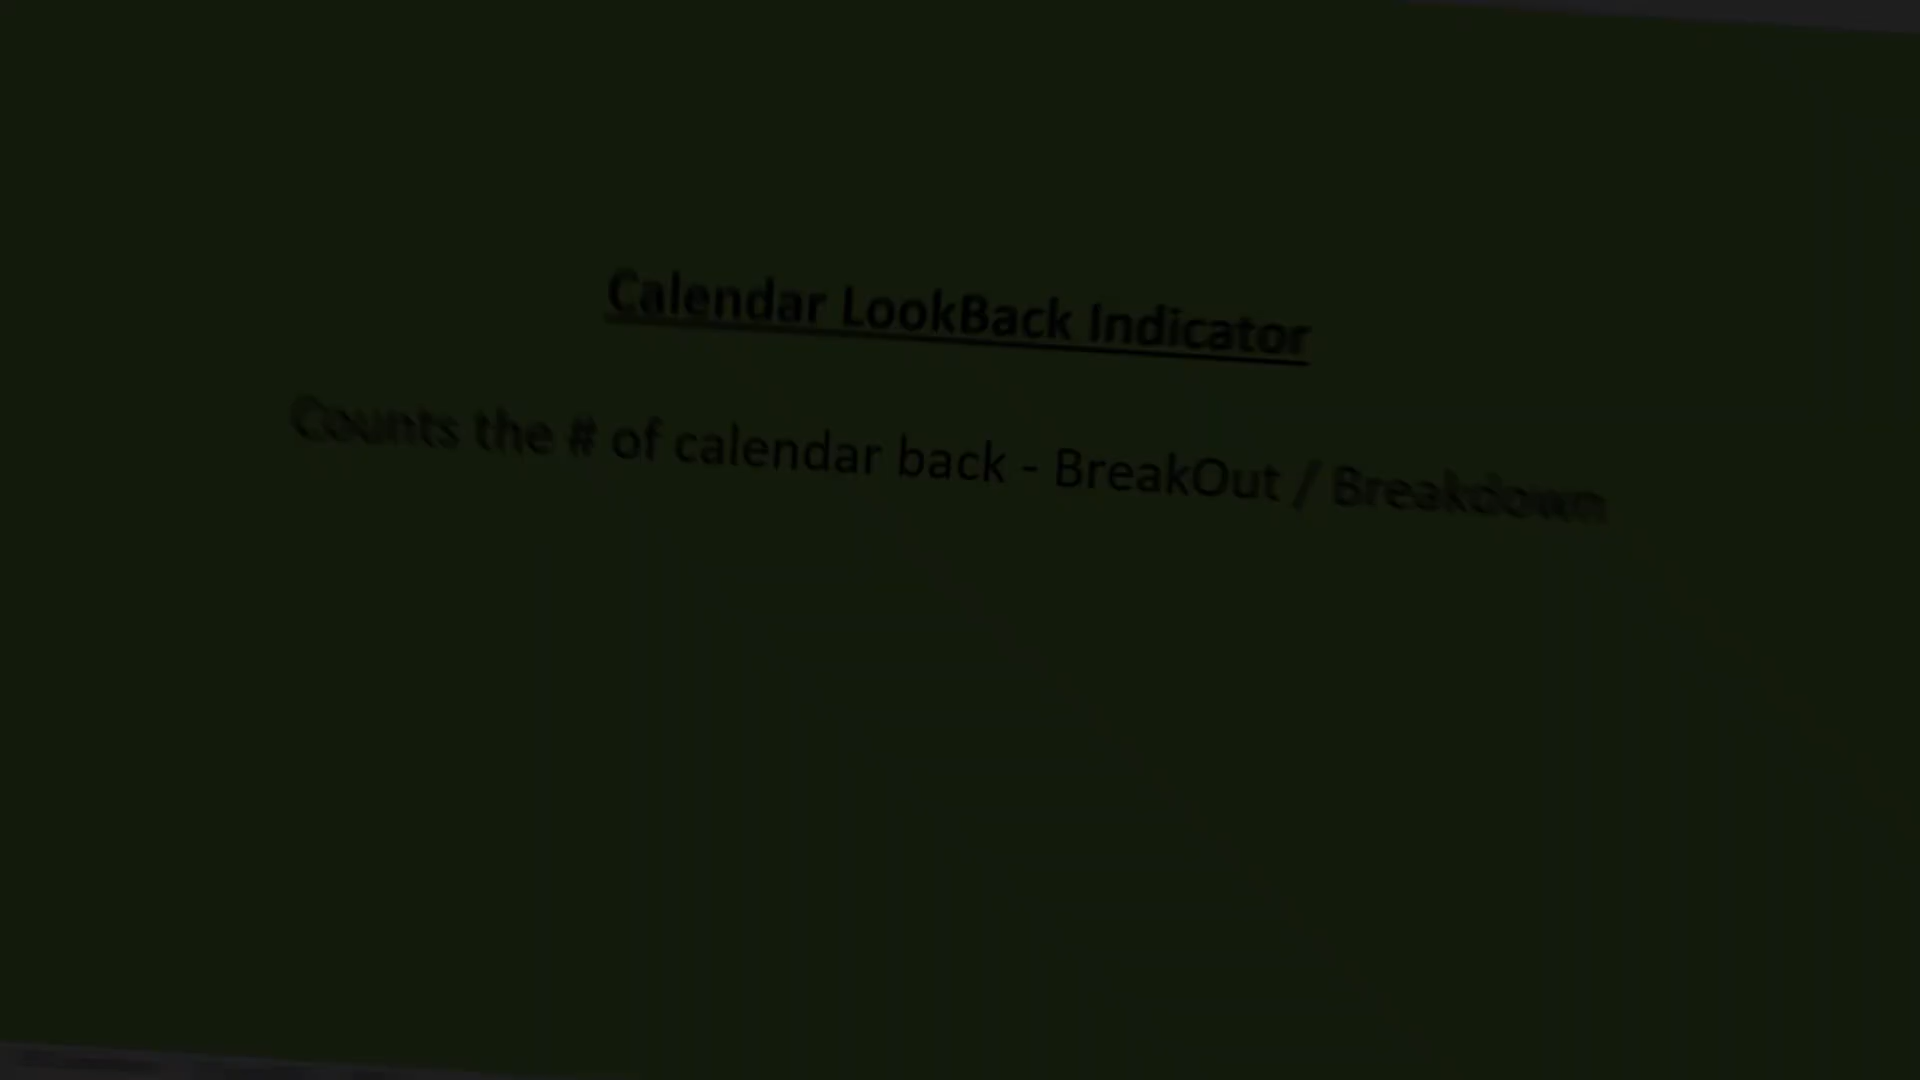 Calendar LookBack Indicator
Counts the # of calendar back - BreakOut / Breakdown